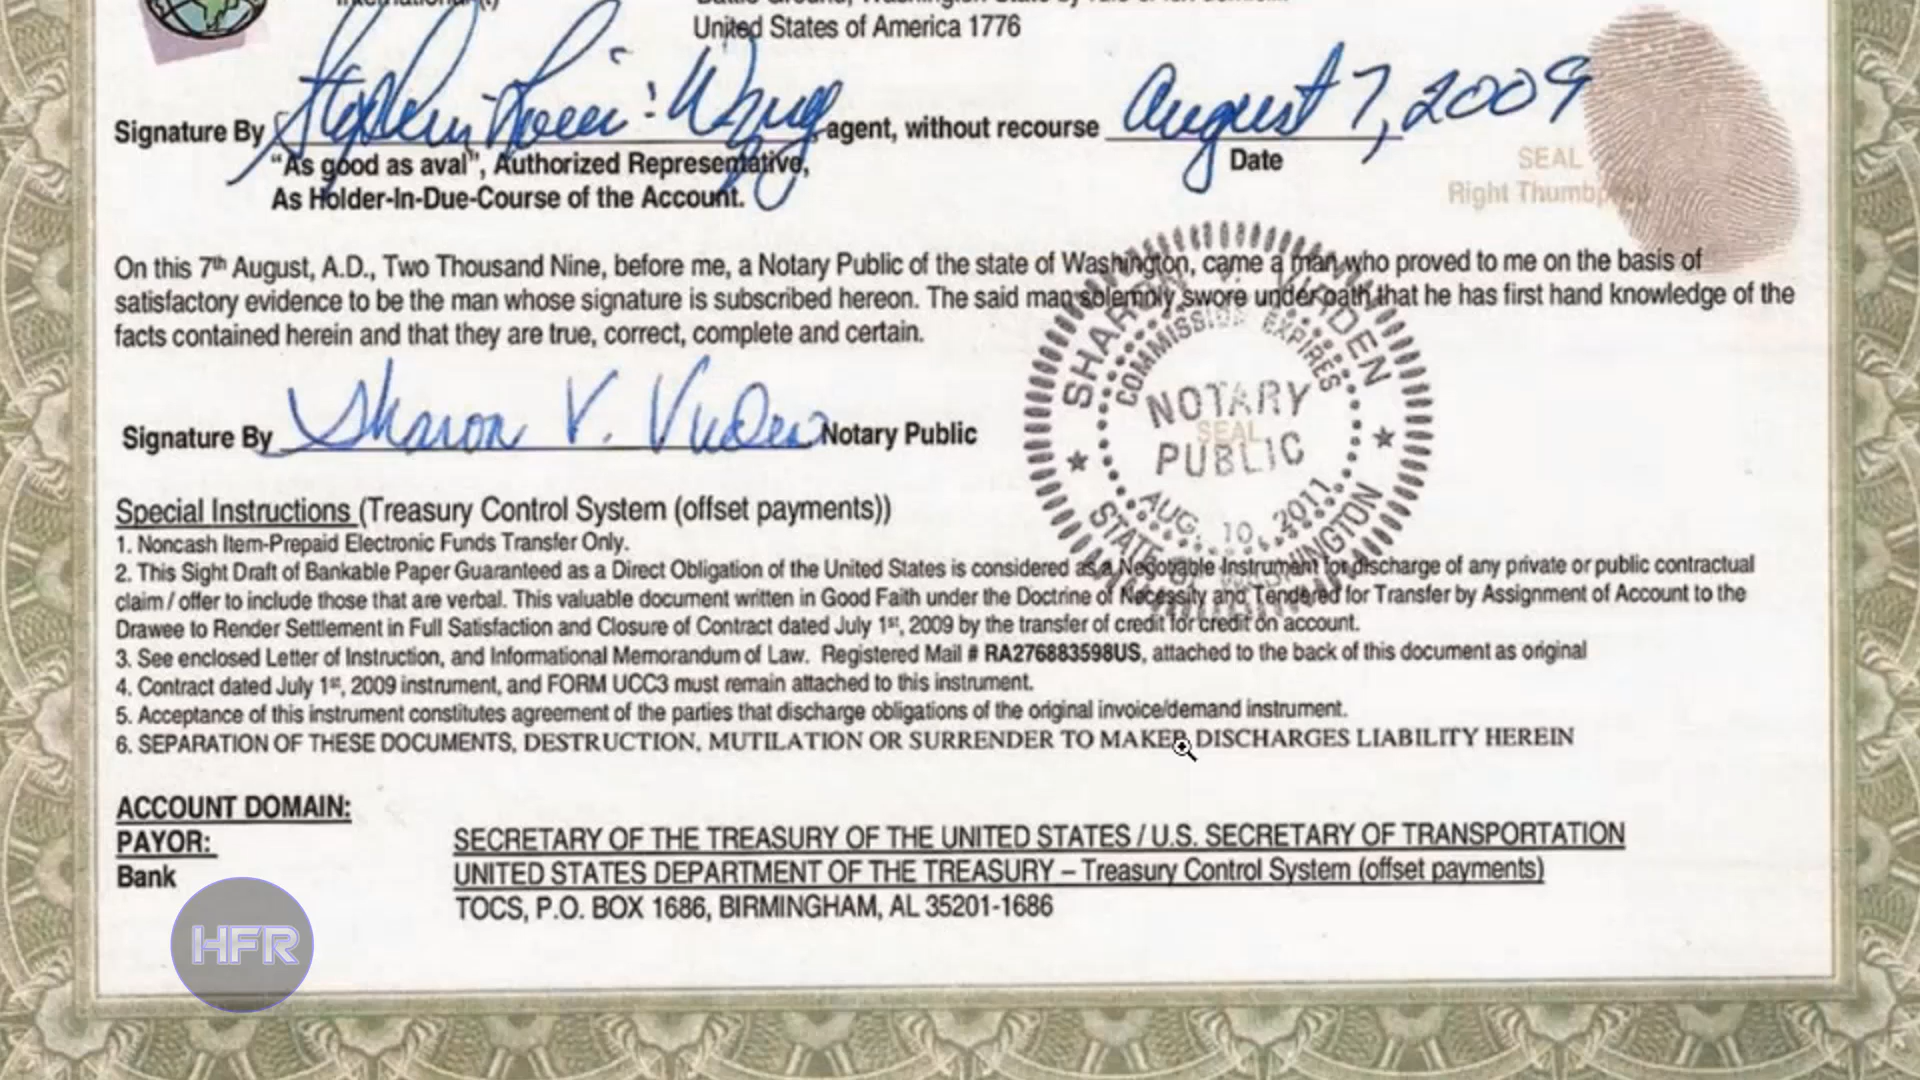 United States of America 1776
Signature By agent, without recourse August 7, 2009
"As good as aval", Authorized Representative, Date
As Holder-In-Due-Course of the Account.
SEAL
Right Thumbprint
On this 7th August, A.D., Two Thousand Nine, before me, a Notary Public of the state of Washington, came a man who proved to me on the basis of
satisfactory evidence to be the man whose signature is subscribed hereon. The said man solemnly swore under oath that he has first hand knowledge of the
facts contained herein and that they are true, correct, complete and certain.
Signature By Sharon V. Notary Public
SHARON V.
COMMISSION EXPIRES
NOTARY
SEAL
PUBLIC
AUG. 10, 2011
STATE OF WASHINGTON
Special Instructions (Treasury Control System (offset payments))
1. Noncash Item-Prepaid Electronic Funds Transfer Only.
2. This Sight Draft of Bankable Paper Guaranteed as a Direct Obligation of the United States is considered as a Negotiable Instrument for discharge of any private or public contractual
claim / offer to include those that are verbal. This valuable document written in Good Faith under the Doctrine of Necessity and Tendered for Transfer by Assignment of Account to the
Drawee to Render Settlement in Full Satisfaction and Closure of Contract dated July 1st, 2009 by the transfer of credit for credit on account.
3. See enclosed Letter of Instruction, and Informational Memorandum of Law. Registered Mail # RA276883598US, attached to the back of this document as original
4. Contract dated July 1st, 2009 instrument, and FORM UCC3 must remain attached to this instrument.
5. Acceptance of this instrument constitutes agreement of the parties that discharge obligations of the original invoice/demand instrument.
6. SEPARATION OF THESE DOCUMENTS, DESTRUCTION, MUTILATION OR SURRENDER TO MAKER DISCHARGES LIABILITY HEREIN
ACCOUNT DOMAIN:
PAYOR: SECRETARY OF THE TREASURY OF THE UNITED STATES / U.S. SECRETARY OF TRANSPORTATION
Bank UNITED STATES DEPARTMENT OF THE TREASURY – Treasury Control System (offset payments)
TOCS, P.O. BOX 1686, BIRMINGHAM, AL 35201-1686
HFR